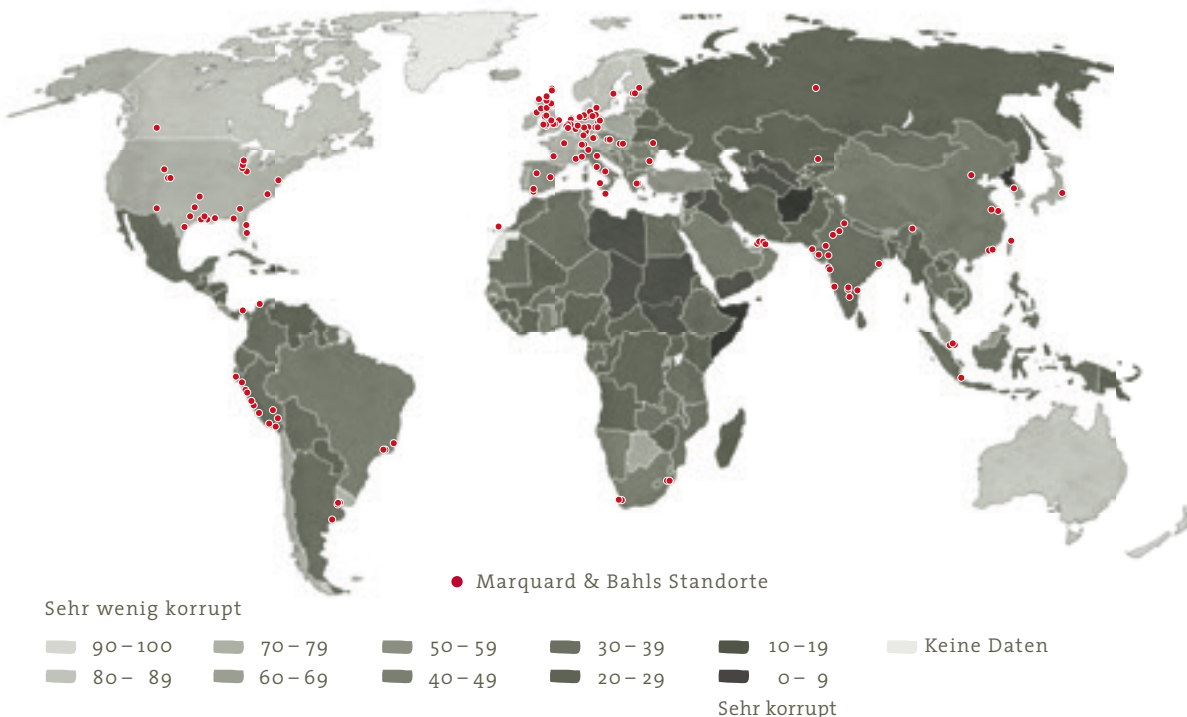 Marquard & Bahls Standorte
Sehr wenig korrupt
90 – 100 70 – 79 50 – 59 30 – 39 10 – 19 Keine Daten
80 – 89 60 – 69 40 – 49 20 – 29 0 – 9
Sehr korrupt